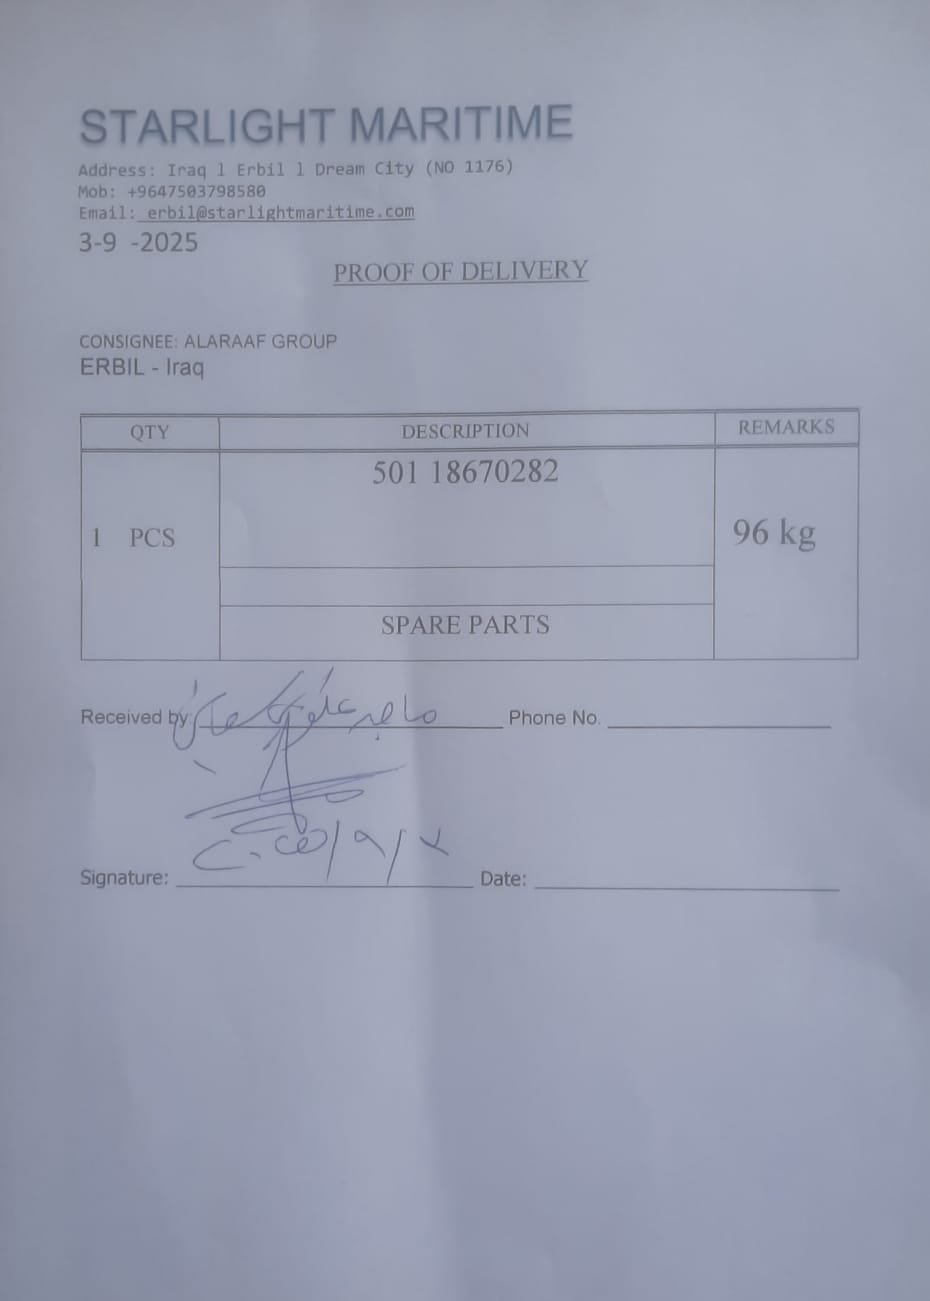 STARLIGHT MARITIME
Address: Iraq l Erbil l Dream City (NO 1176)
Mob: +9647503798580
Email: erbil@starlightmaritime.com
3-9 -2025
PROOF OF DELIVERY
CONSIGNEE: ALARAAF GROUP
ERBIL - Iraq
QTY DESCRIPTION REMARKS
501 18670282
1 PCS 96 kg
SPARE PARTS
Received by: Phone No.
Signature: Date: